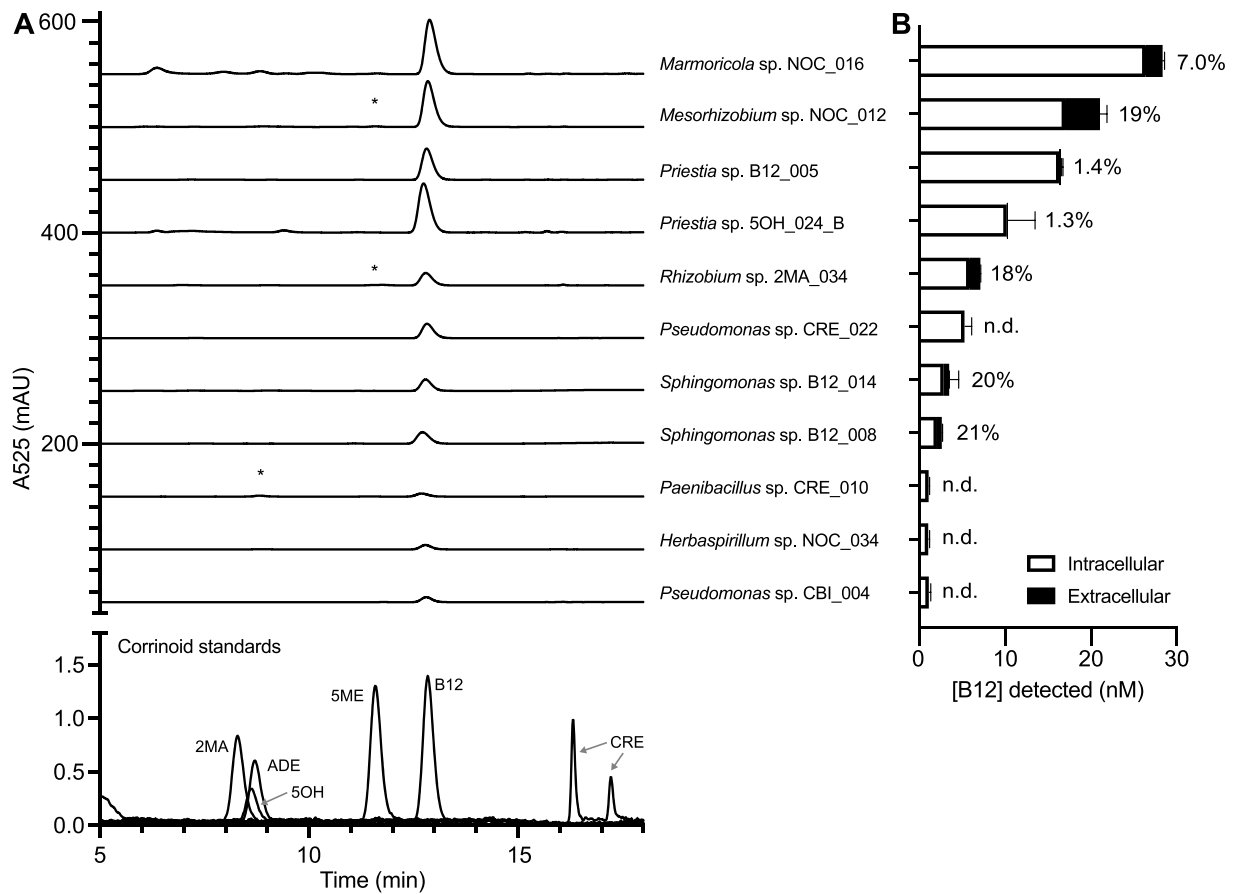 A
600
400
200
A525 (mAU)
*
*
*
Marmoricola sp. NOC_016
Mesorhizobium sp. NOC_012
Priestia sp. B12_005
Priestia sp. 5OH_024_B
Rhizobium sp. 2MA_034
Pseudomonas sp. CRE_022
Sphingomonas sp. B12_014
Sphingomonas sp. B12_008
Paenibacillus sp. CRE_010
Herbaspirillum sp. NOC_034
Pseudomonas sp. CBI_004
Corrinoid standards
1.5
1.0
0.5
0.0
2MA
ADE
5OH
5ME
B12
CRE
5
10
15
Time (min)
B
7.0%
19%
1.4%
1.3%
18%
n.d.
20%
21%
n.d.
n.d.
n.d.
Intracellular
Extracellular
0
10
20
30
[B12] detected (nM)